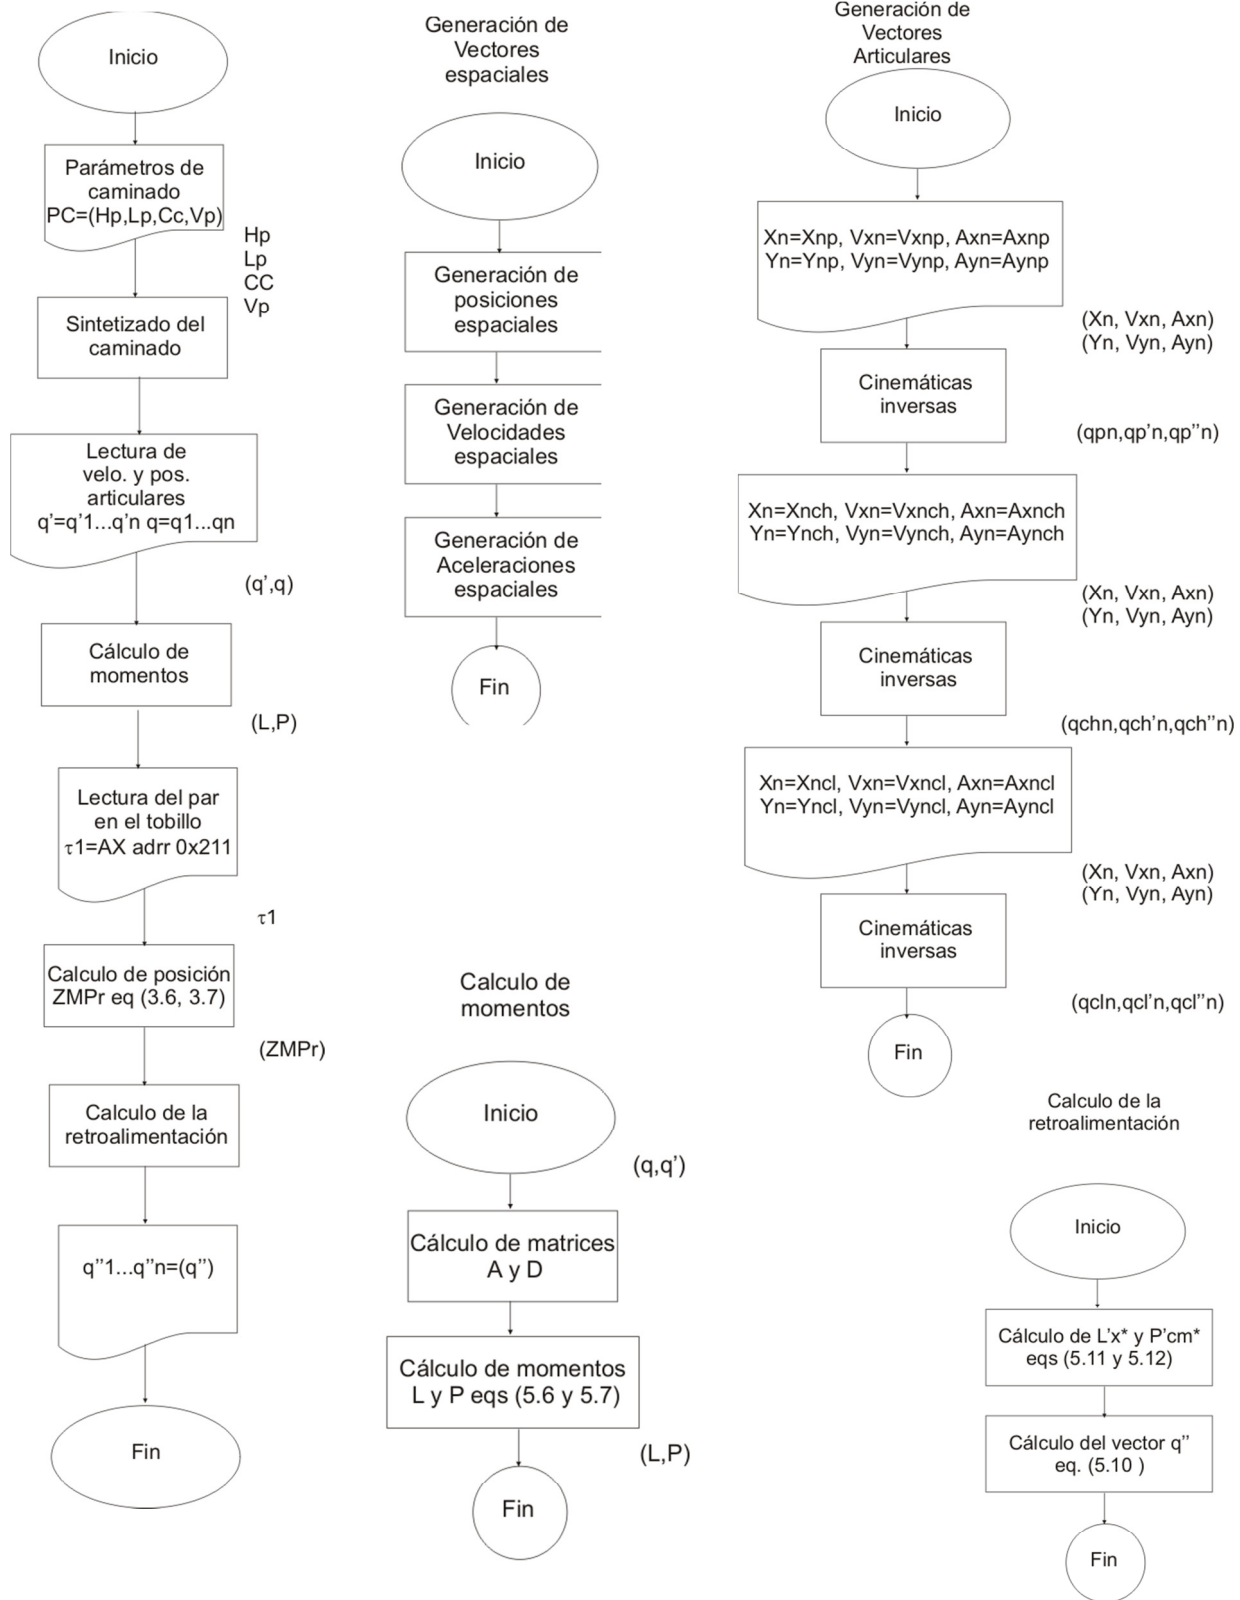 Inicio
Parámetros de
caminado
PC=(Hp,Lp,Cc,Vp)
Hp
Lp
CC
Vp
Sintetizado del
caminado
Lectura de
velo. y pos.
articulares
q'=q'1...q'n q=q1...qn
(q',q)
Cálculo de
momentos
(L,P)
Lectura del par
en el tobillo
τ1=AX adrr 0x211
τ1
Calculo de posición
ZMPr eq (3.6, 3.7)
(ZMPr)
Calculo de la
retroalimentación
q''1...q''n=(q'')
Fin
Generación de
Vectores
espaciales
Inicio
Generación de
posiciones
espaciales
Generación de
Velocidades
espaciales
Generación de
Aceleraciones
espaciales
Fin
Calculo de
momentos
Inicio
(q,q')
Cálculo de matrices
A y D
Cálculo de momentos
L y P eqs (5.6 y 5.7)
(L,P)
Fin
Generación de
Vectores
Articulares
Inicio
Xn=Xnp, Vxn=Vxnp, Axn=Axnp
Yn=Ynp, Vyn=Vynp, Ayn=Aynp
(Xn, Vxn, Axn)
(Yn, Vyn, Ayn)
Cinemáticas
inversas
(qpn,qp'n,qp''n)
Xn=Xnch, Vxn=Vxnch, Axn=Axnch
Yn=Ynch, Vyn=Vynch, Ayn=Aynch
(Xn, Vxn, Axn)
(Yn, Vyn, Ayn)
Cinemáticas
inversas
(qchn,qch'n,qch''n)
Xn=Xncl, Vxn=Vxncl, Axn=Axncl
Yn=Yncl, Vyn=Vyncl, Ayn=Ayncl
(Xn, Vxn, Axn)
(Yn, Vyn, Ayn)
Cinemáticas
inversas
(qcln,qcl'n,qcl''n)
Fin
Calculo de la
retroalimentación
Inicio
Cálculo de L'x* y P'cm*
eqs (5.11 y 5.12)
Cálculo del vector q''
eq. (5.10 )
Fin